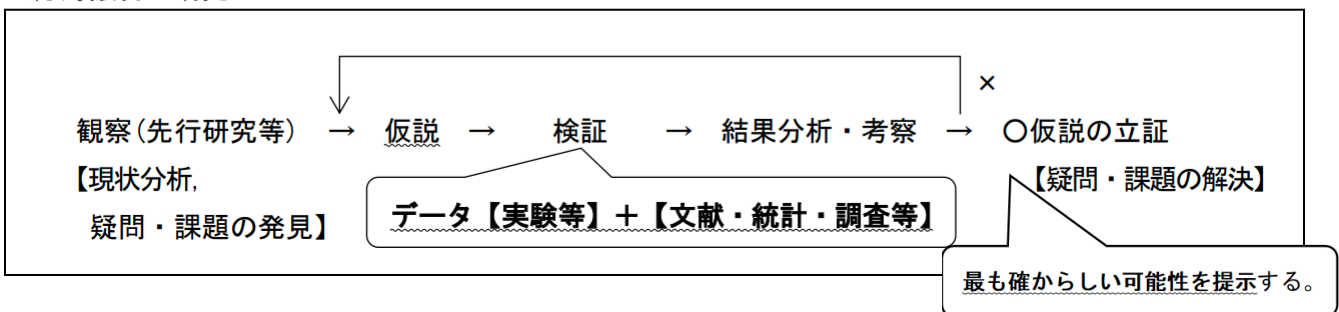 ×
観察(先行研究等) → 仮説 → 検証 → 結果分析・考察 → 〇仮説の立証
【現状分析, 【疑問・課題の解決】
疑問・課題の発見】 データ【実験等】＋【文献・統計・調査等】
最も確からしい可能性を提示する。